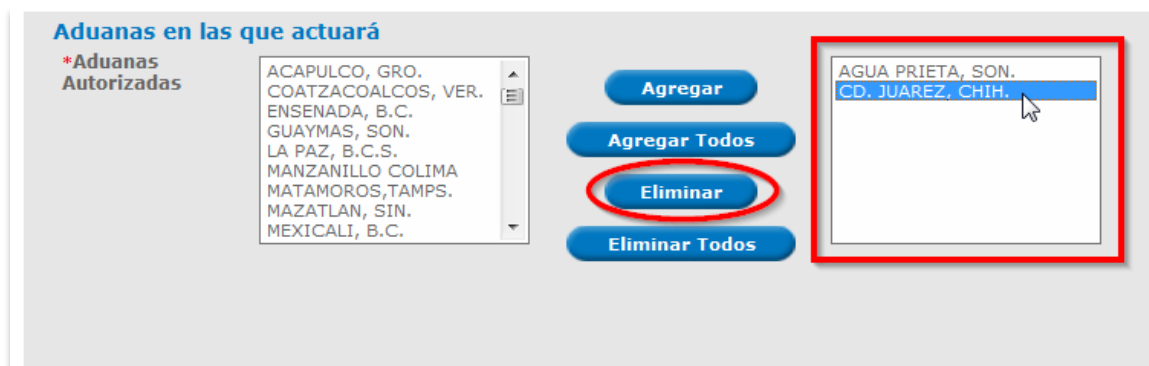 Aduanas en las que actuará
*Aduanas
Autorizadas
ACAPULCO, GRO.
COATZACOALCOS, VER.
ENSENADA, B.C.
GUAYMAS, SON.
LA PAZ, B.C.S.
MANZANILLO COLIMA
MATAMOROS,TAMPS.
MAZATLAN, SIN.
MEXICALI, B.C.
Agregar
Agregar Todos
Eliminar
Eliminar Todos
AGUA PRIETA, SON.
CD. JUAREZ, CHIH.